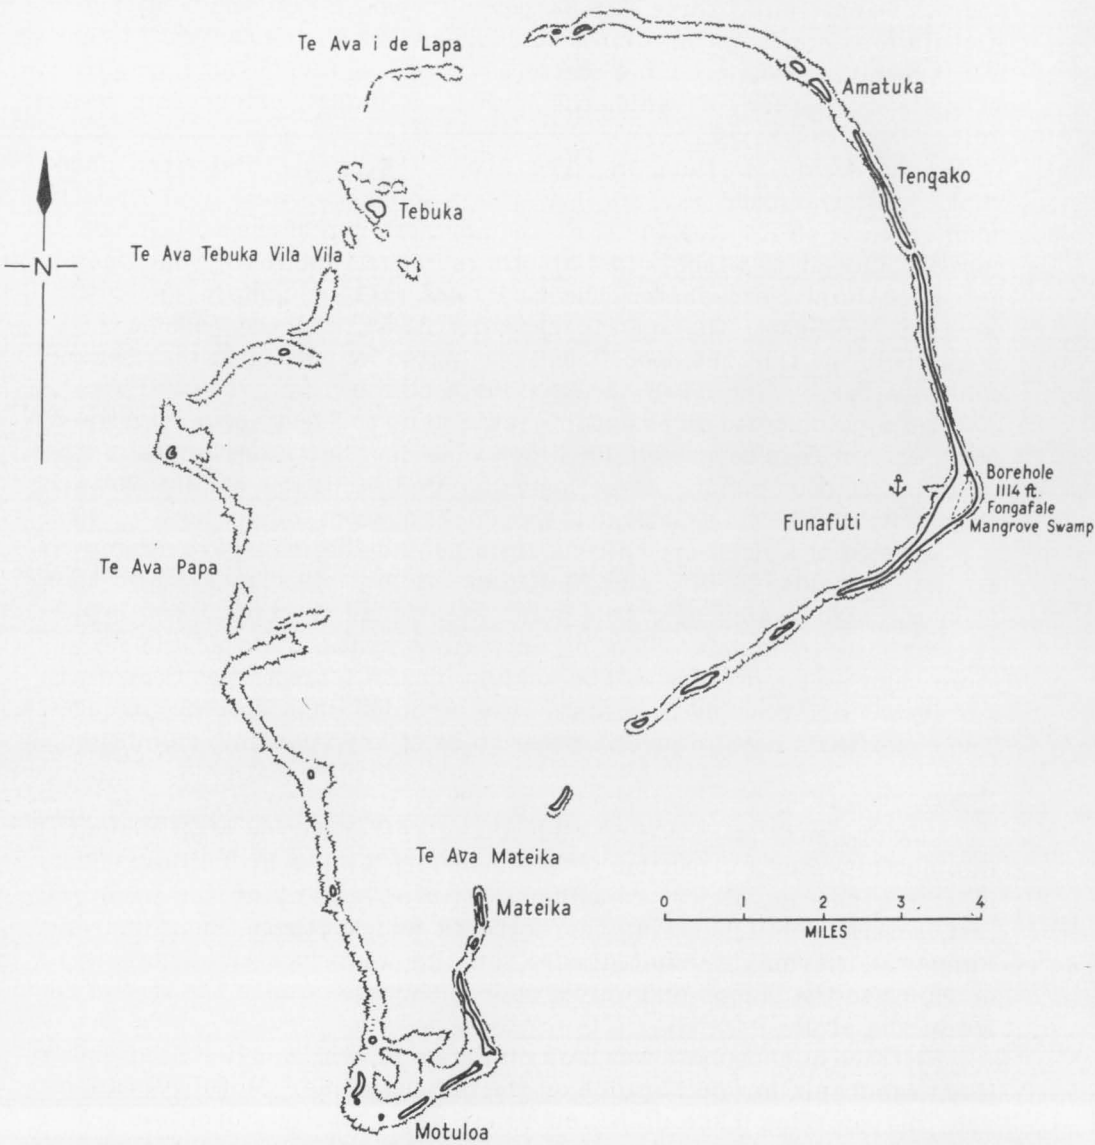 Te Ava i de Lapa
Amatuka
Tengako
Tebuka
Te Ava Tebuka Vila Vila
N
Borehole
1114 ft.
Fongafale
Mangrove Swamp
Funafuti
Te Ava Papa
Te Ava Mateika
Mateika
0 2 3 4
MILES
Motuloa